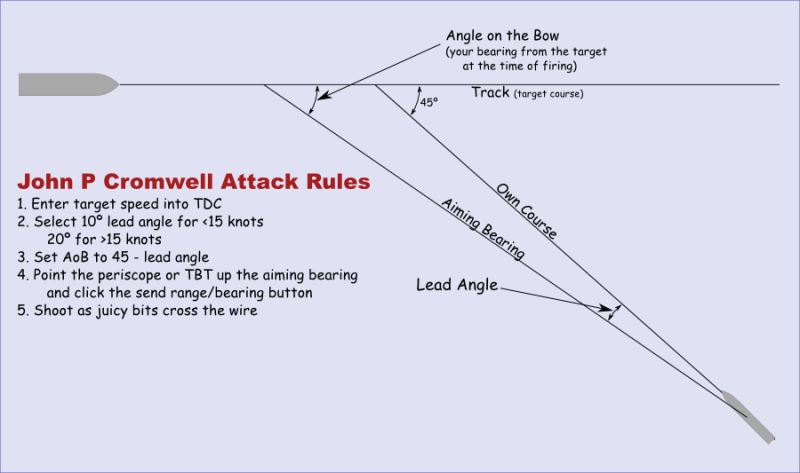 Angle on the Bow
(your bearing from the target
at the time of firing)
45º
Track (target course)
John P Cromwell Attack Rules
1. Enter target speed into TDC
2. Select 10º lead angle for <15 knots
20º for >15 knots
3. Set AoB to 45 - lead angle
4. Point the periscope or TBT up the aiming bearing
and click the send range/bearing button
5. Shoot as juicy bits cross the wire
Own Course
Aiming Bearing
Lead Angle